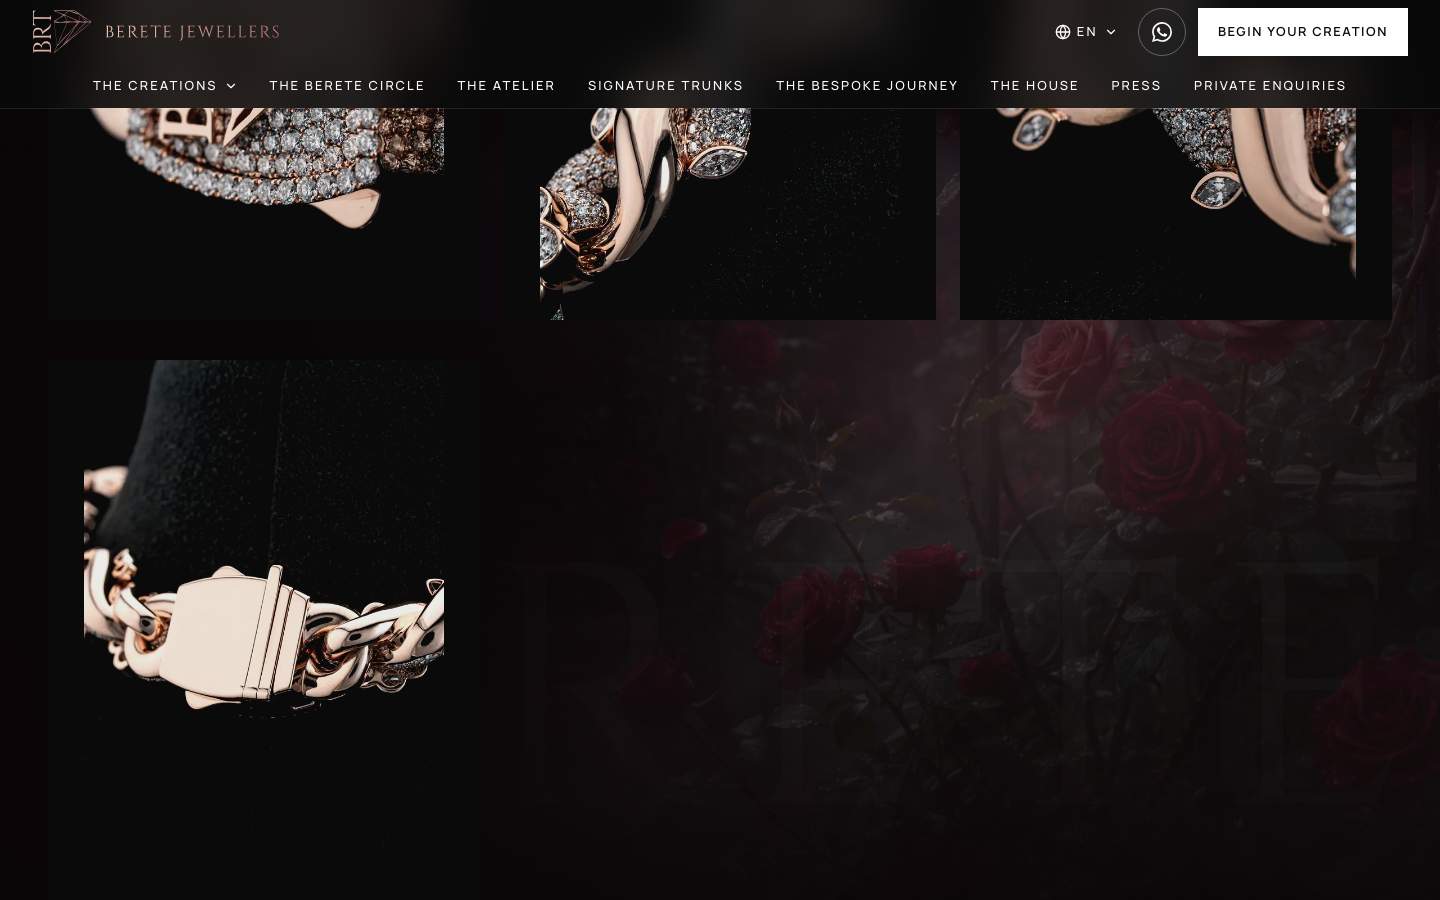 BRT
BERETE JEWELLERS
EN
BEGIN YOUR CREATION
THE CREATIONS
THE BERETE CIRCLE
THE ATELIER
SIGNATURE TRUNKS
THE BESPOKE JOURNEY
THE HOUSE
PRESS
PRIVATE ENQUIRIES